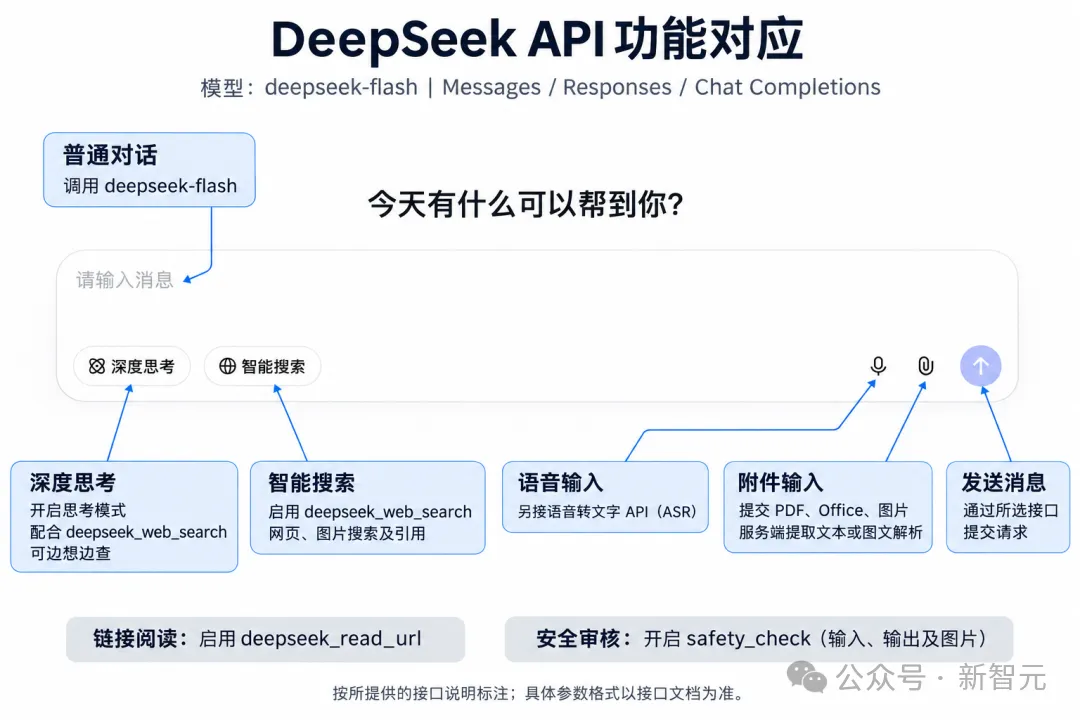 DeepSeek API 功能对应
模型：deepseek-flash | Messages / Responses / Chat Completions
普通对话
调用 deepseek-flash
今天有什么可以帮到你？
请输入消息
深度思考
智能搜索
深度思考
开启思考模式
配合 deepseek_web_search
可边想边查
智能搜索
启用 deepseek_web_search
网页、图片搜索及引用
语音输入
另接语音转文字 API（ASR）
附件输入
提交 PDF、Office、图片
服务端提取文本或图文解析
发送消息
通过所选接口
提交请求
链接阅读：启用 deepseek_read_url
安全审核：开启 safety_check（输入、输出及图片）
公众号 · 新智元
按所提供的接口说明标注；具体参数格式以接口文档为准。